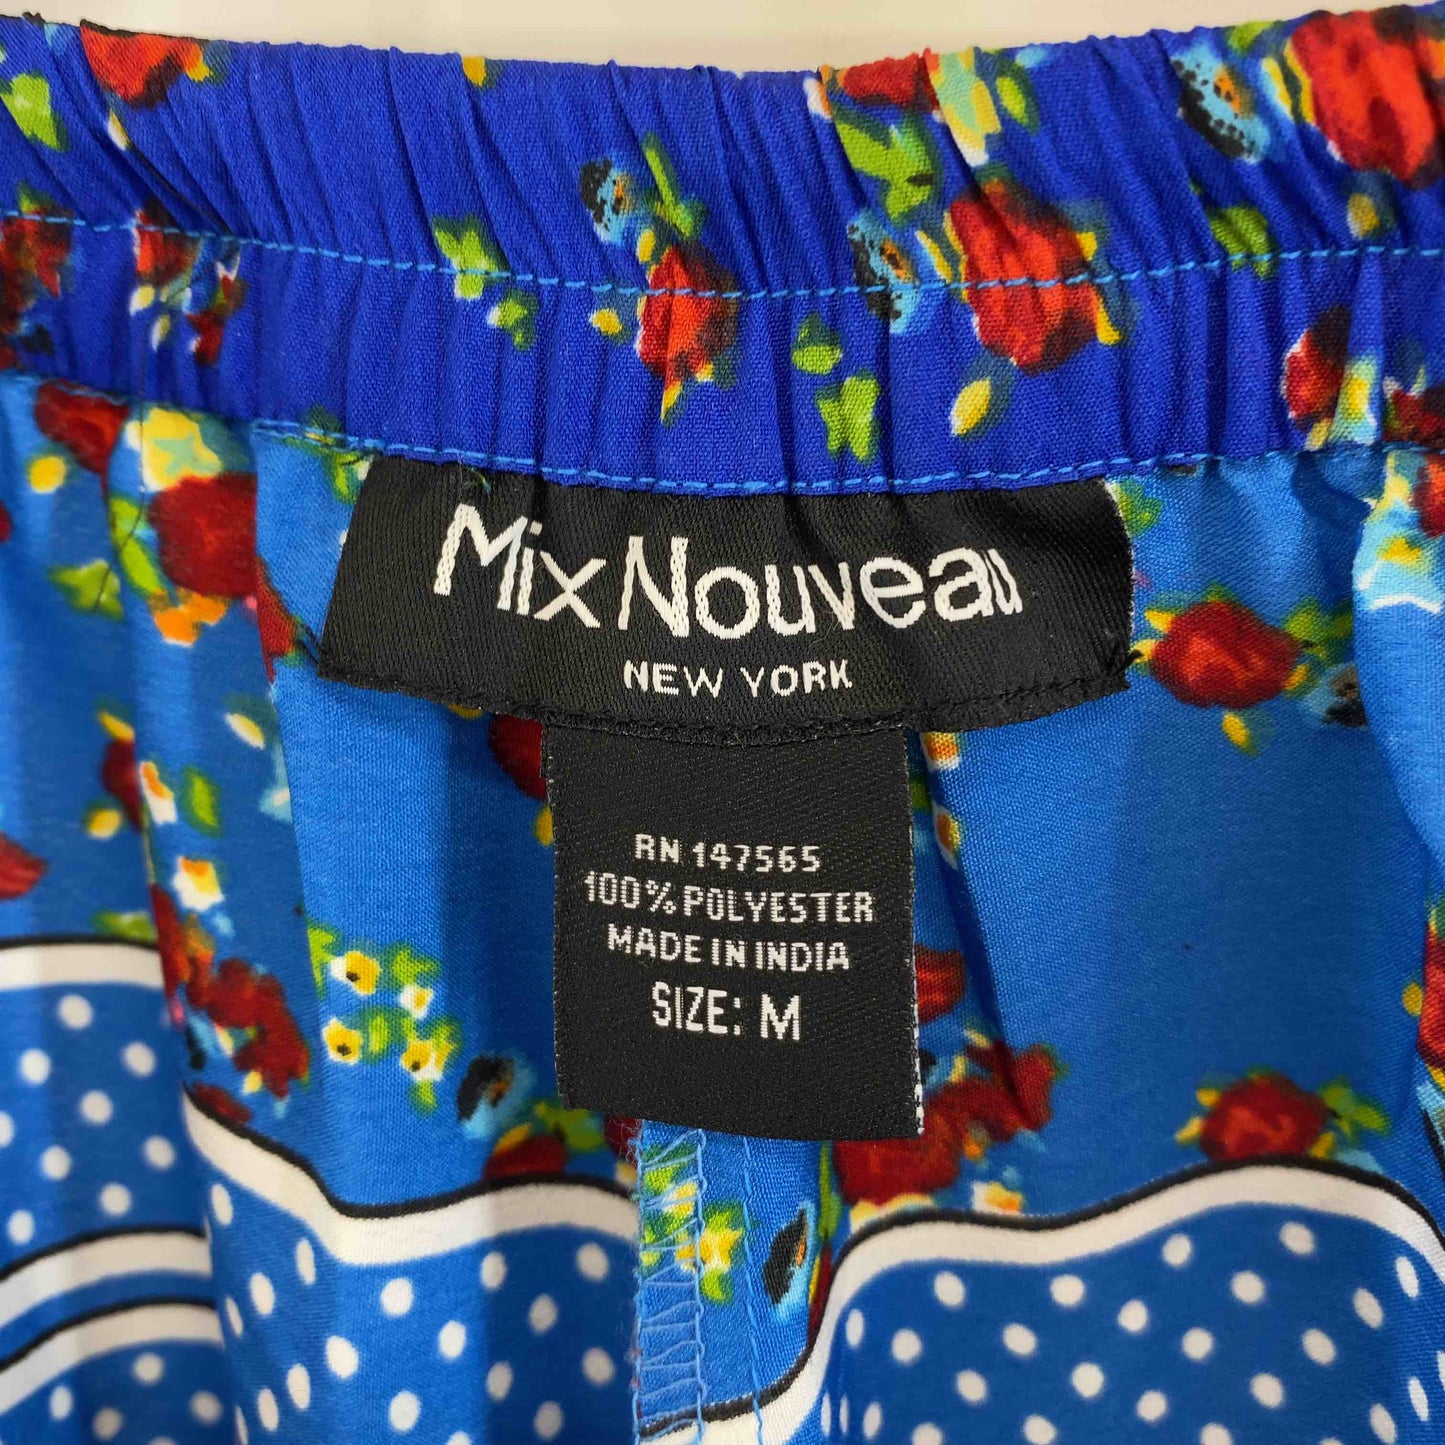 Mix Nouveau
NEW YORK
RN 147565
100% POLYESTER
MADE IN INDIA
SIZE: M